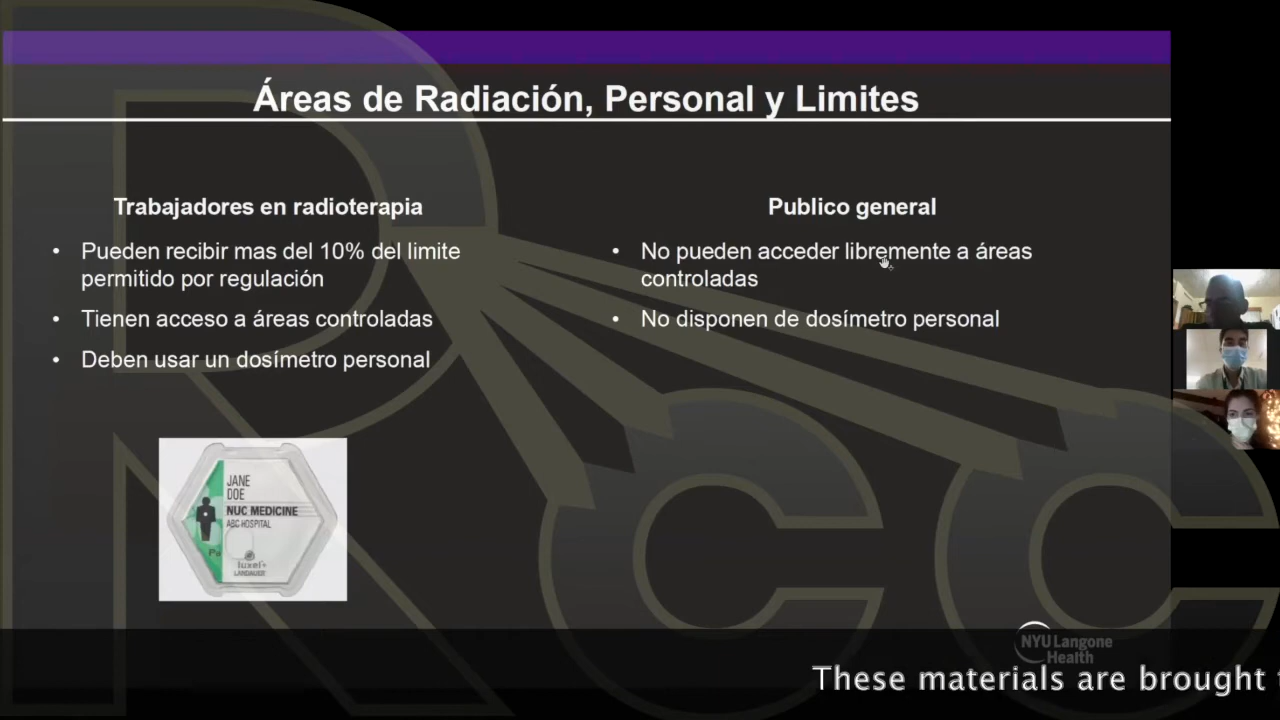 Áreas de Radiación, Personal y Limites
Trabajadores en radioterapia
• Pueden recibir mas del 10% del limite
permitido por regulación
• Tienen acceso a áreas controladas
• Deben usar un dosímetro personal
Publico general
• No pueden acceder libremente a áreas
controladas
• No disponen de dosímetro personal
JANE
DOE
NUC MEDICINE
ABC HOSPITAL
luxel+
LANDAUER
RCC
NYU Langone
Health
These materials are brought